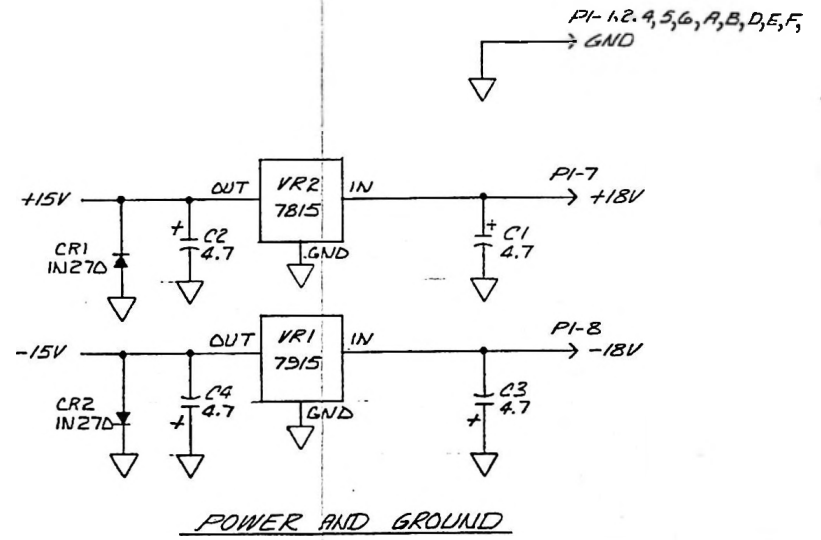 P1-1,2,4,5,6,A,B,D,E,F,
GND
+15V
OUT
VR2
7815
IN
P1-7
+18V
CR1
1N270
+
C2
4.7
GND
+
C1
4.7
-15V
OUT
VR1
7915
IN
P1-8
-18V
CR2
1N270
C4
4.7
+
GND
C3
4.7
+
POWER AND GROUND